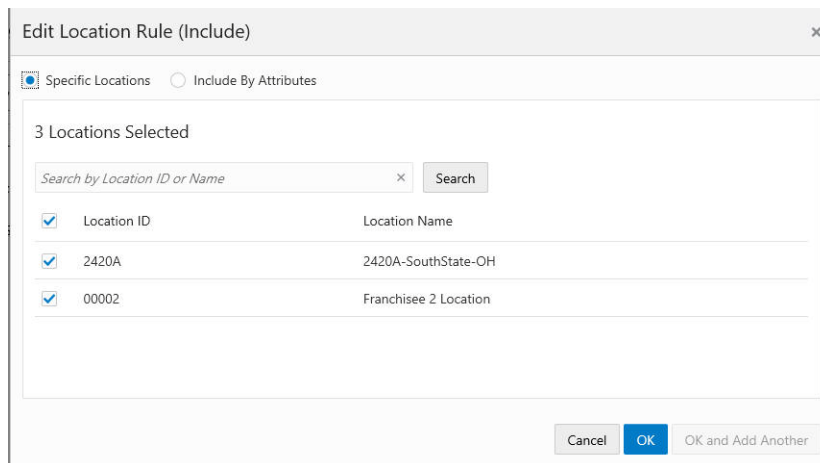 Edit Location Rule (Include)
Specific Locations Include By Attributes
3 Locations Selected
Search by Location ID or Name Search
Location ID Location Name
2420A 2420A-SouthState-OH
00002 Franchisee 2 Location
Cancel OK OK and Add Another